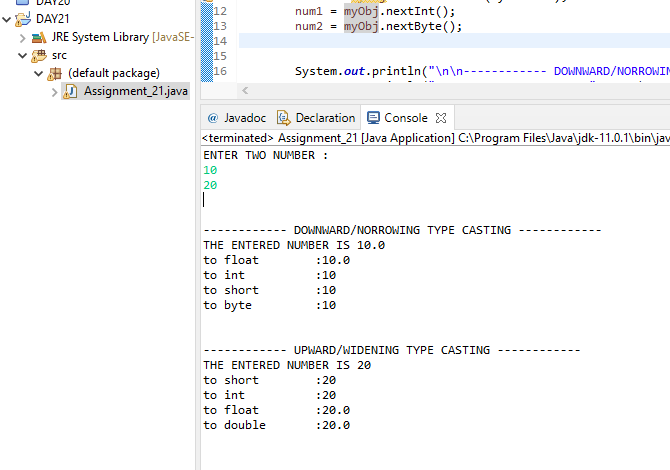 DAY20
DAY21
JRE System Library [JavaSE-
src
(default package)
Assignment_21.java
12 num1 = myObj.nextInt();
13 num2 = myObj.nextByte();
14
15
16 System.out.println("\n\n------------ DOWNWARD/NORROWIN
@ Javadoc Declaration Console
<terminated> Assignment_21 [Java Application] C:\Program Files\Java\jdk-11.0.1\bin\jav
ENTER TWO NUMBER :
10
20
------------ DOWNWARD/NORROWING TYPE CASTING ------------
THE ENTERED NUMBER IS 10.0
to float :10.0
to int :10
to short :10
to byte :10
------------ UPWARD/WIDENING TYPE CASTING ------------
THE ENTERED NUMBER IS 20
to short :20
to int :20
to float :20.0
to double :20.0